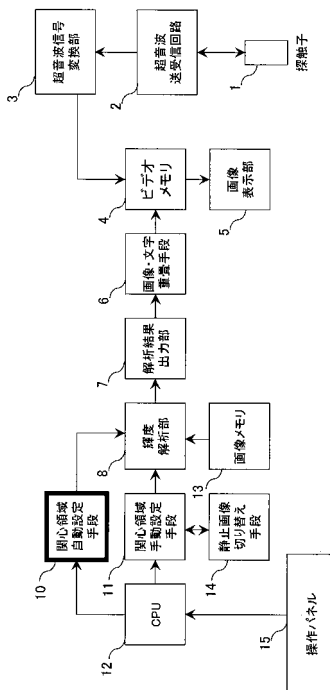 3
超音波信号
変換部
2
超音波
送受信回路
1
探触子
4
ビデオ
メモリ
5
画像
表示部
6
画像・文字
重畳手段
7
解析結果
出力部
8
輝度
解析部
13
画像メモリ
10
関心領域
自動設定
手段
11
関心領域
手動設定
手段
14
静止画像
切り替え
手段
12
CPU
15
操作パネル